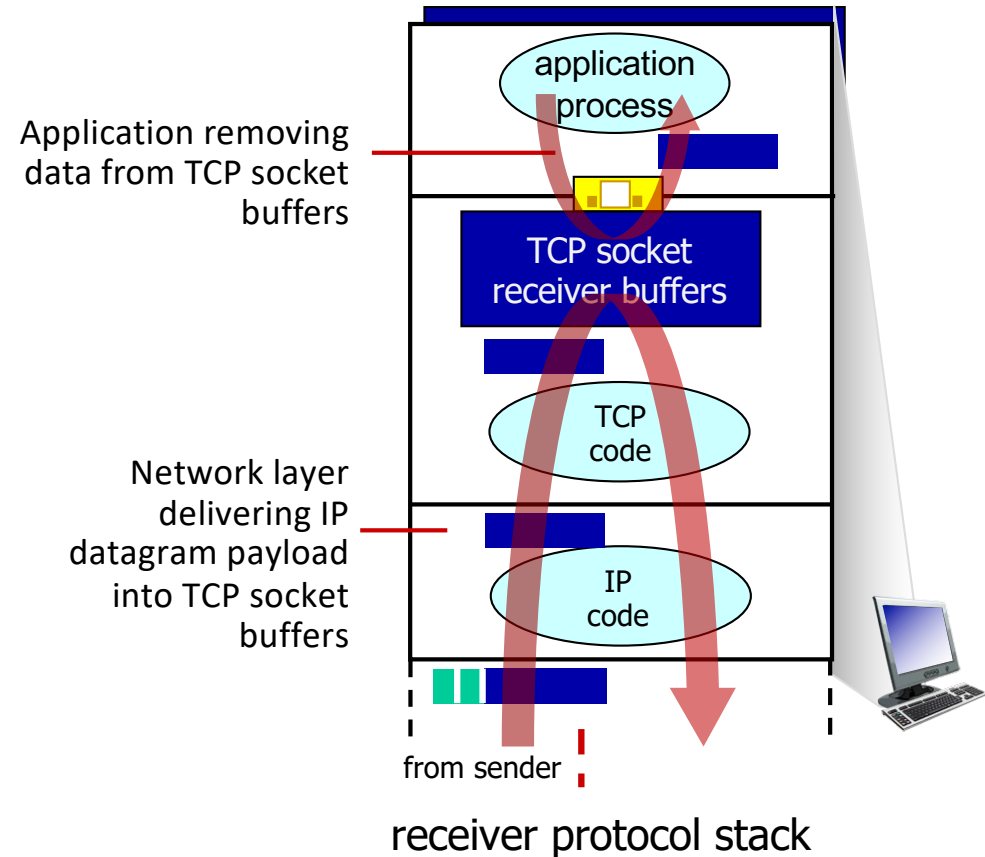 application
process
Application removing
data from TCP socket
buffers
TCP socket
receiver buffers
TCP
code
Network layer
delivering IP
datagram payload
into TCP socket
buffers
IP
code
from sender
receiver protocol stack